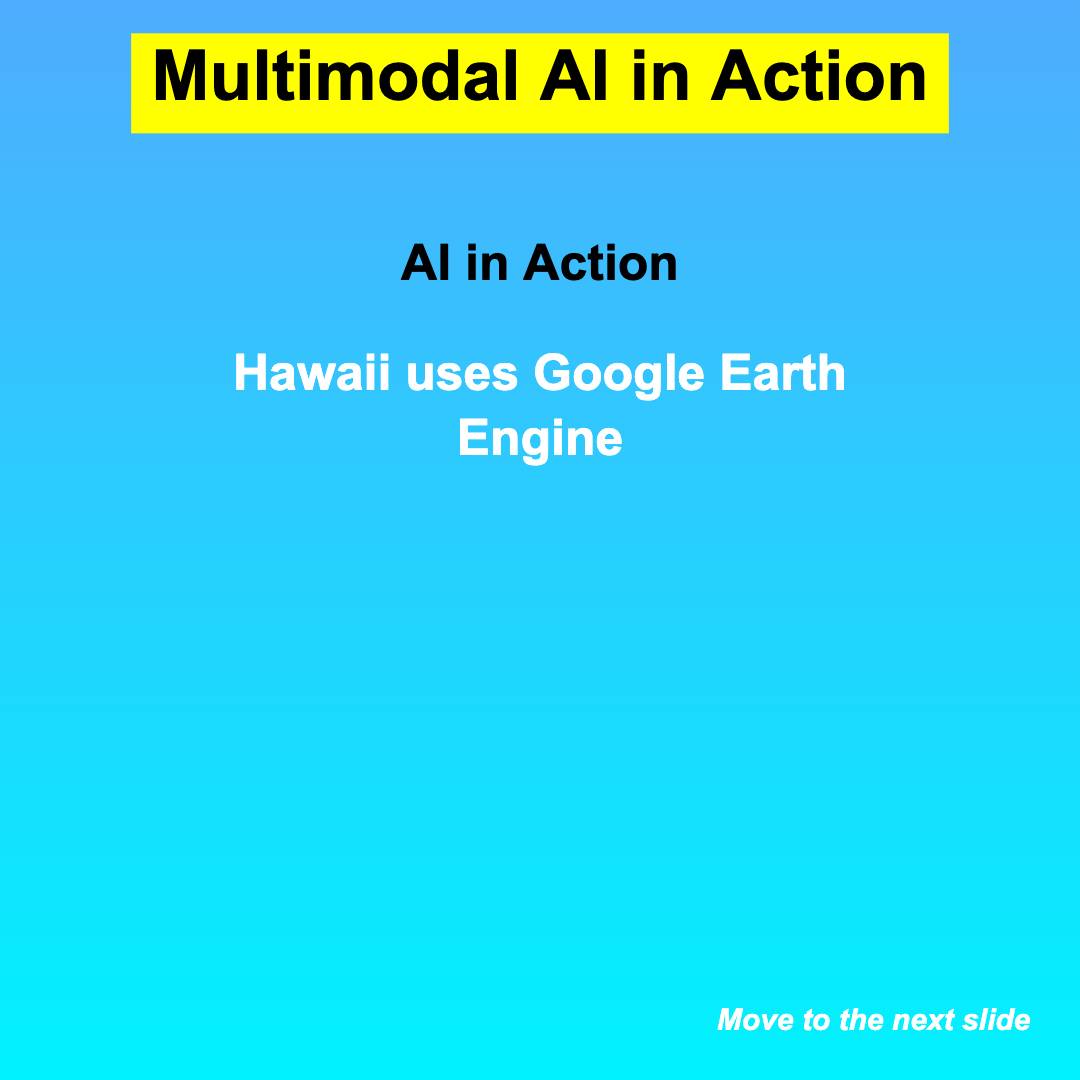 Multimodal AI in Action
AI in Action
Hawaii uses Google Earth
Engine
Move to the next slide